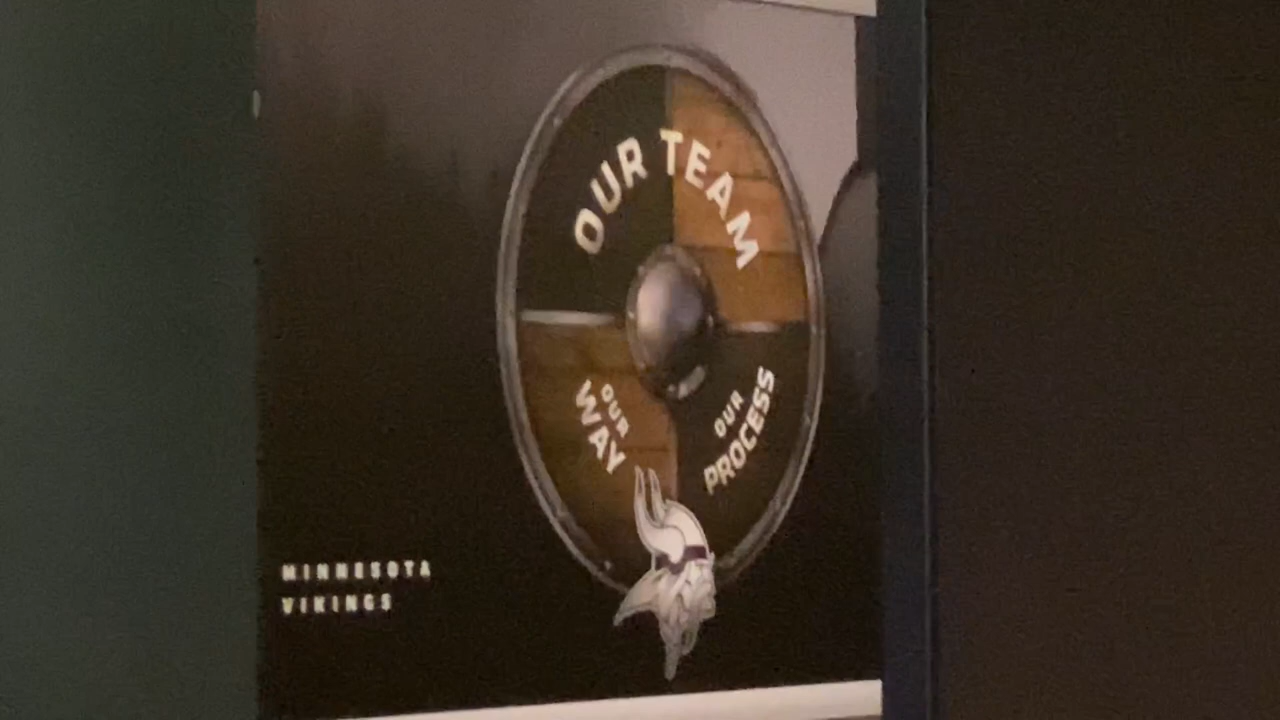 OUR TEAM
OUR
WAY
OUR
PROCESS
MINNESOTA
VIKINGS